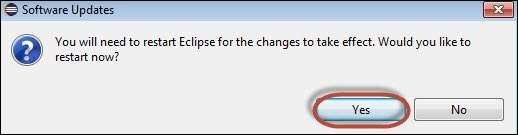 Software Updates
You will need to restart Eclipse for the changes to take effect. Would you like to
restart now?
Yes
No